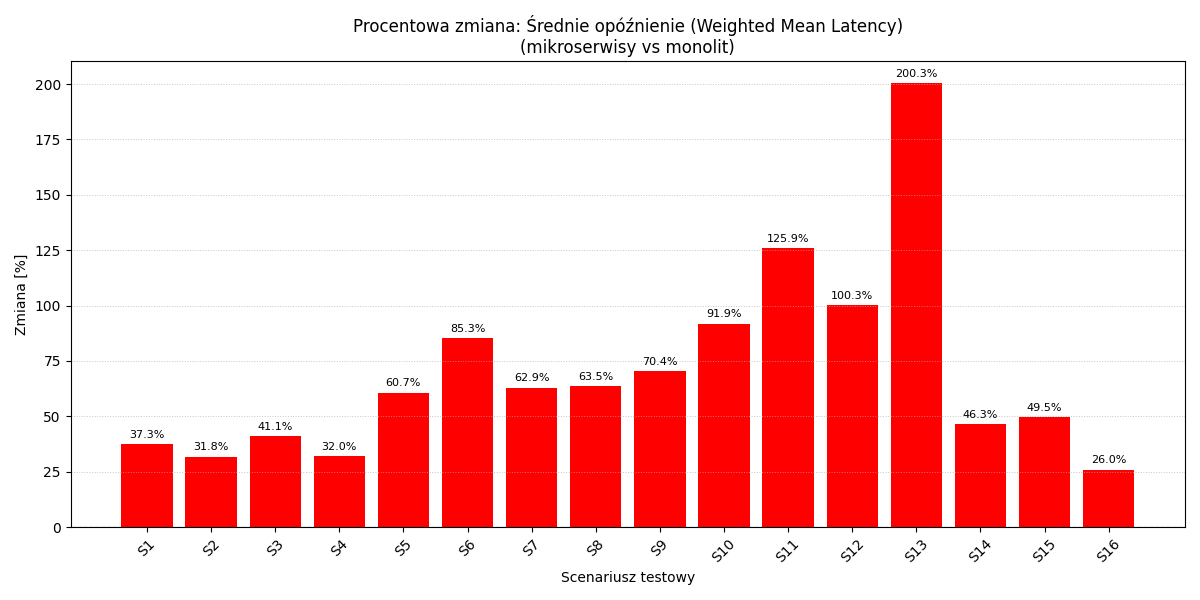 Procentowa zmiana: Średnie opóźnienie (Weighted Mean Latency)
(mikroserwisy vs monolit)
Zmiana [%]
200
175
150
125
100
75
50
25
0
37.3%
31.8%
41.1%
32.0%
60.7%
85.3%
62.9%
63.5%
70.4%
91.9%
125.9%
100.3%
200.3%
46.3%
49.5%
26.0%
S1
S2
S3
S4
S5
S6
S7
S8
S9
S10
S11
S12
S13
S14
S15
S16
Scenariusz testowy